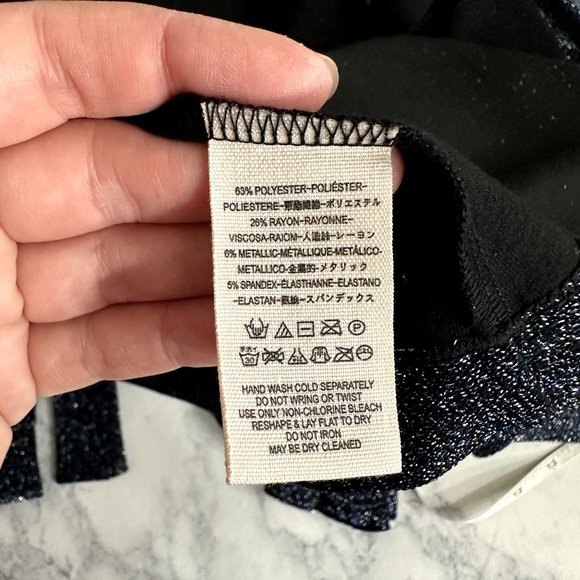 63% POLYESTER-POLIÉSTER-
POLIESTERE-聚酯纖維-ポリエステル
26% RAYON-RAYONNE-
VISCOSA-RAIOM-人造絲-レーヨン
6% METALLIC-MÉTALLIQUE-METÁLICO-
METALLICO-金屬的-メタリック
5% SPANDEX-ÉLASTHANNE-ELASTANO
-ELASTAN-氨綸-スパンデックス
P
30
HAND WASH COLD SEPARATELY
DO NOT WRING OR TWIST
USE ONLY NON-CHLORINE BLEACH
RESHAPE & LAY FLAT TO DRY
DO NOT IRON
MAY BE DRY CLEANED